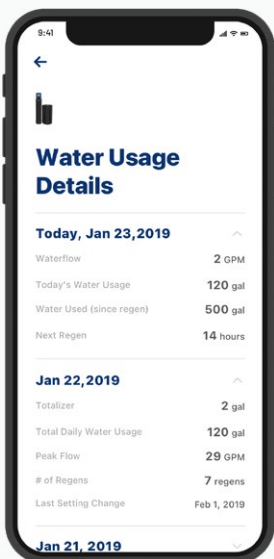 9:41
Water Usage
Details
Today, Jan 23,2019
Waterflow 2 GPM
Today's Water Usage 120 gal
Water Used (since regen) 500 gal
Next Regen 14 hours
Jan 22,2019
Totalizer 2 gal
Total Daily Water Usage 120 gal
Peak Flow 29 GPM
# of Regens 7 regens
Last Setting Change Feb 1, 2019
Jan 21, 2019